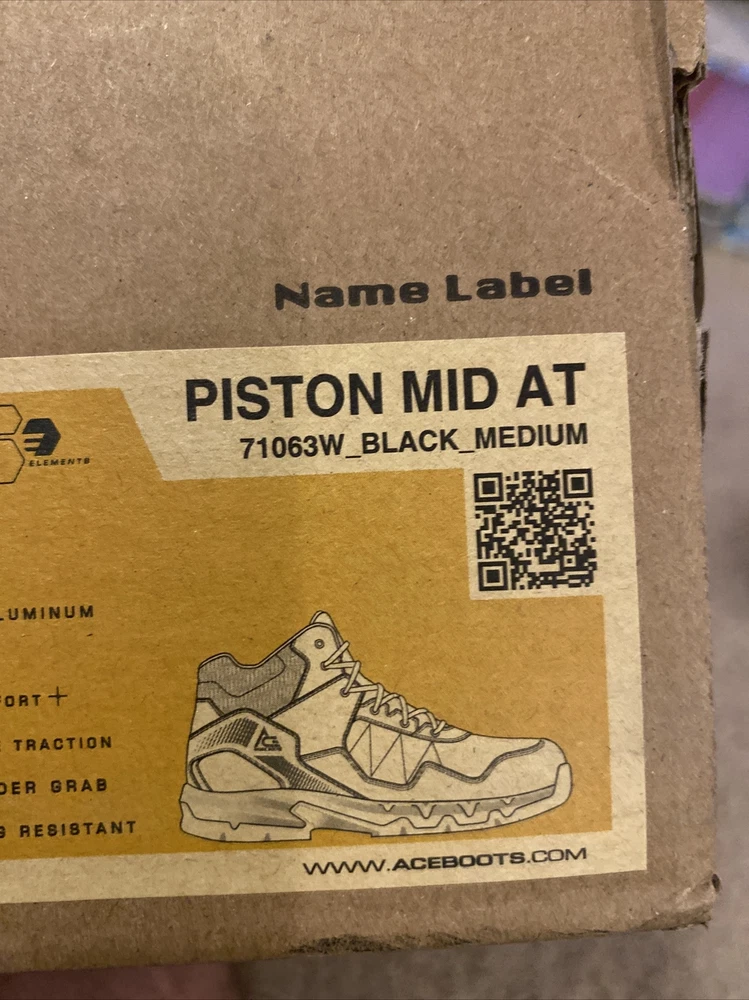 Name Label
PISTON MID AT
71063W_BLACK_MEDIUM
ELEMENTS
LUMINUM
ORT+
TRACTION
DER GRAB
G RESISTANT
WWW.ACEBOOTS.COM